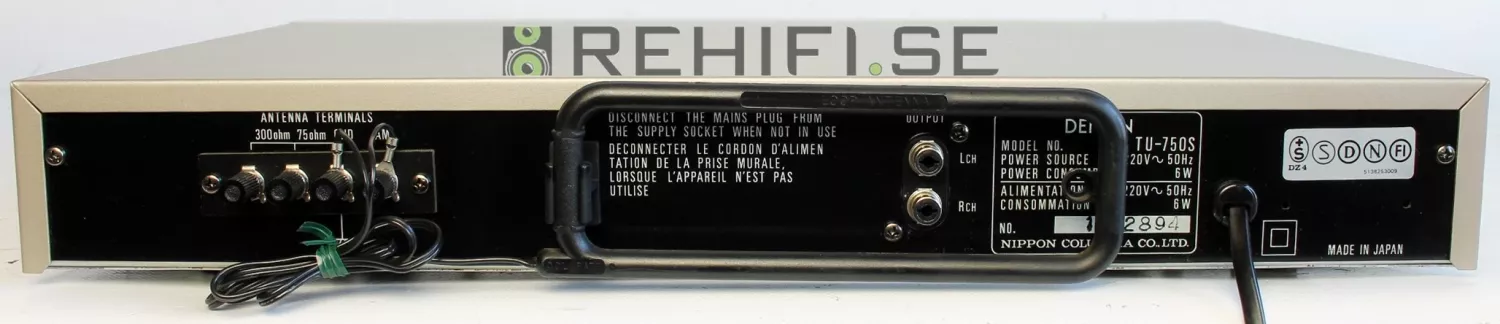 REHIFI.SE
ANTENNA TERMINALS
300ohm 75ohm GND AM
DISCONNECT THE MAINS PLUG FROM
THE SUPPLY SOCKET WHEN NOT IN USE
DECONNECTER LE CORDON D'ALIMEN
TATION DE LA PRISE MURALE,
LORSQUE L'APPAREIL N'EST PAS
UTILISE
OUTPUT
LCH
RCH
MODEL NO. TU-750S
POWER SOURCE 220V~ 50Hz
POWER 6W
ALIMENTATION 220V~ 50Hz
CONSOMMATION 6W
NO. 2894
NIPPON CO.,LTD.
S S D N FI
DZ4
MADE IN JAPAN